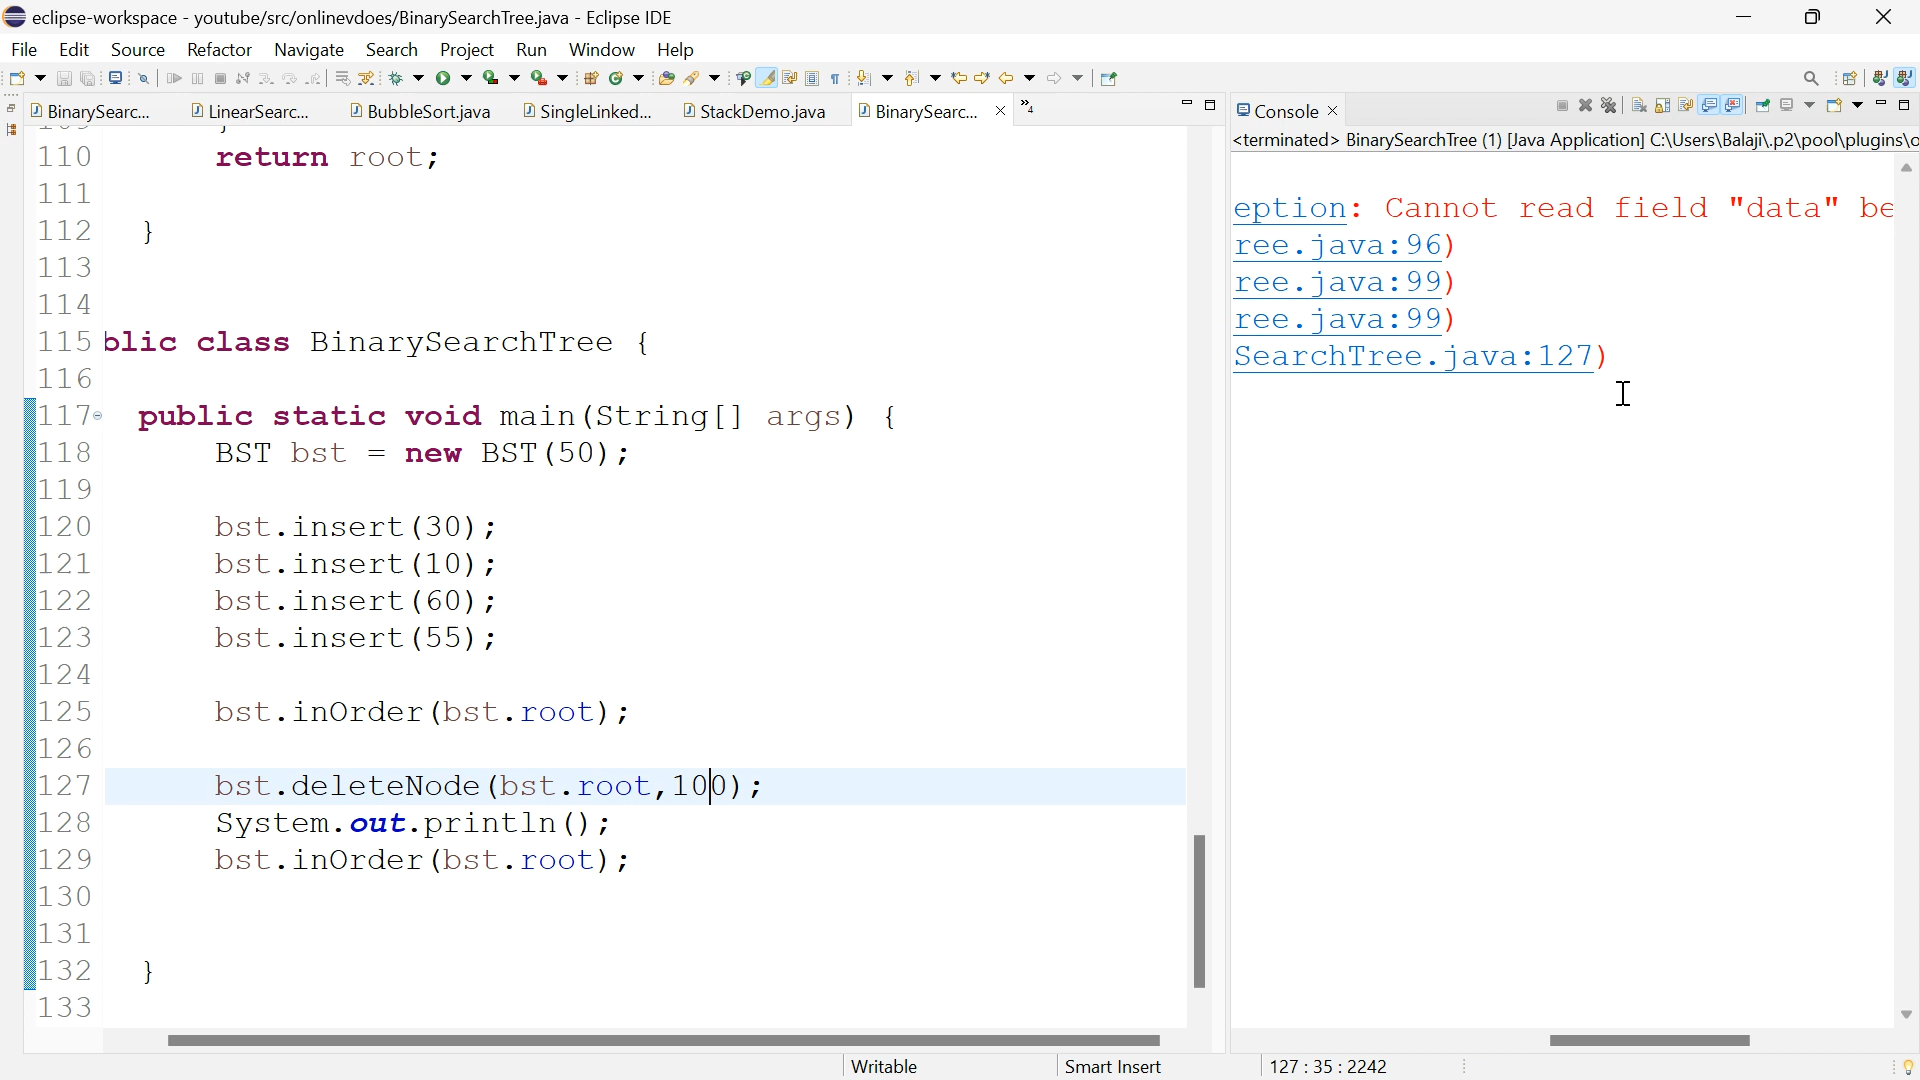 eclipse-workspace - youtube/src/onlinevdoes/BinarySearchTree.java - Eclipse IDE
File Edit Source Refactor Navigate Search Project Run Window Help
BinarySearc... LinearSearc... BubbleSort.java SingleLinked... StackDemo.java BinarySearc... »4
Console
<terminated> BinarySearchTree (1) [Java Application] C:\Users\Balaji\.p2\pool\plugins\o
110 return root;
111
112 }
113
114
115 blic class BinarySearchTree {
116
117 public static void main(String[] args) {
118 BST bst = new BST(50);
119
120 bst.insert(30);
121 bst.insert(10);
122 bst.insert(60);
123 bst.insert(55);
124
125 bst.inOrder(bst.root);
126
127 bst.deleteNode(bst.root,100);
128 System.out.println();
129 bst.inOrder(bst.root);
130
131
132 }
133
eption: Cannot read field "data" be
ree.java:96)
ree.java:99)
ree.java:99)
SearchTree.java:127)
Writable Smart Insert 127 : 35 : 2242